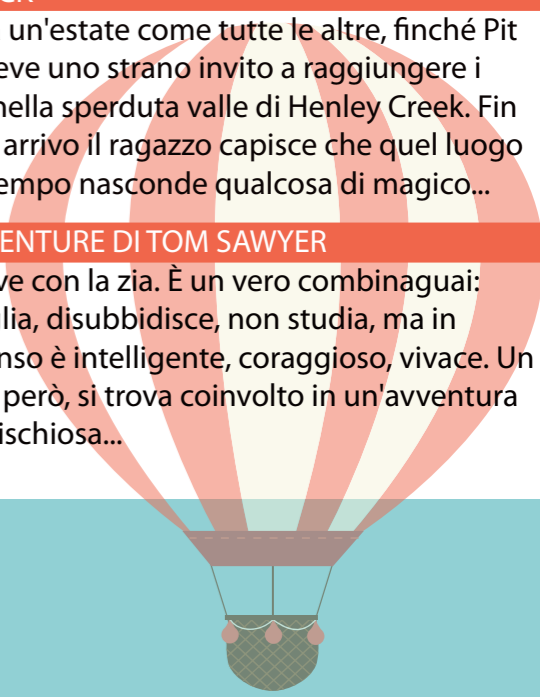 un'estate come tutte le altre, finché Pit
eve uno strano invito a raggiungere i
nella sperduta valle di Henley Creek. Fin
arrivo il ragazzo capisce che quel luogo
empo nasconde qualcosa di magico...
ENTURE DI TOM SAWYER
ve con la zia. È un vero combinaguai:
lia, disubbidisce, non studia, ma in
nso è intelligente, coraggioso, vivace. Un
però, si trova coinvolto in un'avventura
ischiosa...